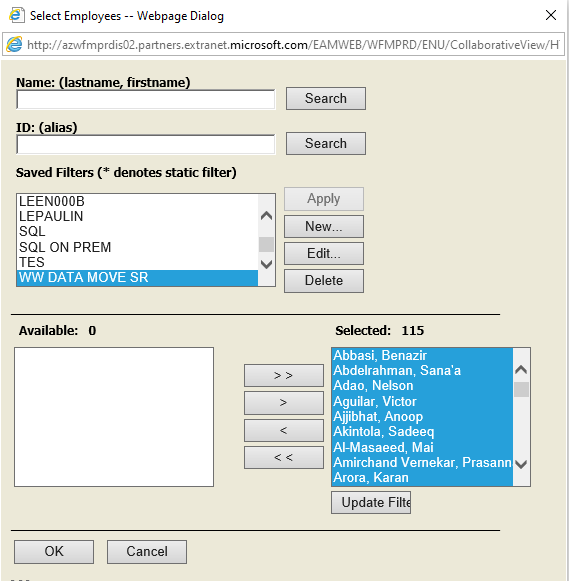 Select Employees -- Webpage Dialog
http://azwfmprdis02.partners.extranet.microsoft.com/EAMWEB/WFMPRD/ENU/CollaborativeView/H
Name: (lastname, firstname)
Search
ID: (alias)
Search
Saved Filters (* denotes static filter)
LEEN000B
LEPAULIN
SQL
SQL ON PREM
TES
WW DATA MOVE SR
Apply
New...
Edit...
Delete
Available: 0
Selected: 115
> >
>
<
< <
Abbasi, Benazir
Abdelrahman, Sana'a
Adao, Nelson
Aguilar, Victor
Ajjibhat, Anoop
Akintola, Sadeeq
Al-Masaeed, Mai
Amirchand Vernekar, Prasann
Arora, Karan
Update Filte
OK
Cancel